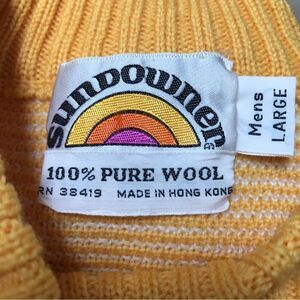 Sundowner
100% PURE WOOL
RN 38419 MADE IN HONG KONG
Mens
LARGE